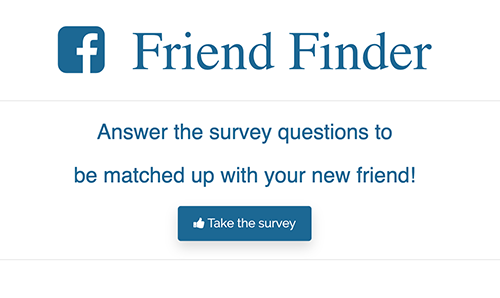 Friend Finder
Answer the survey questions to
be matched up with your new friend!
Take the survey